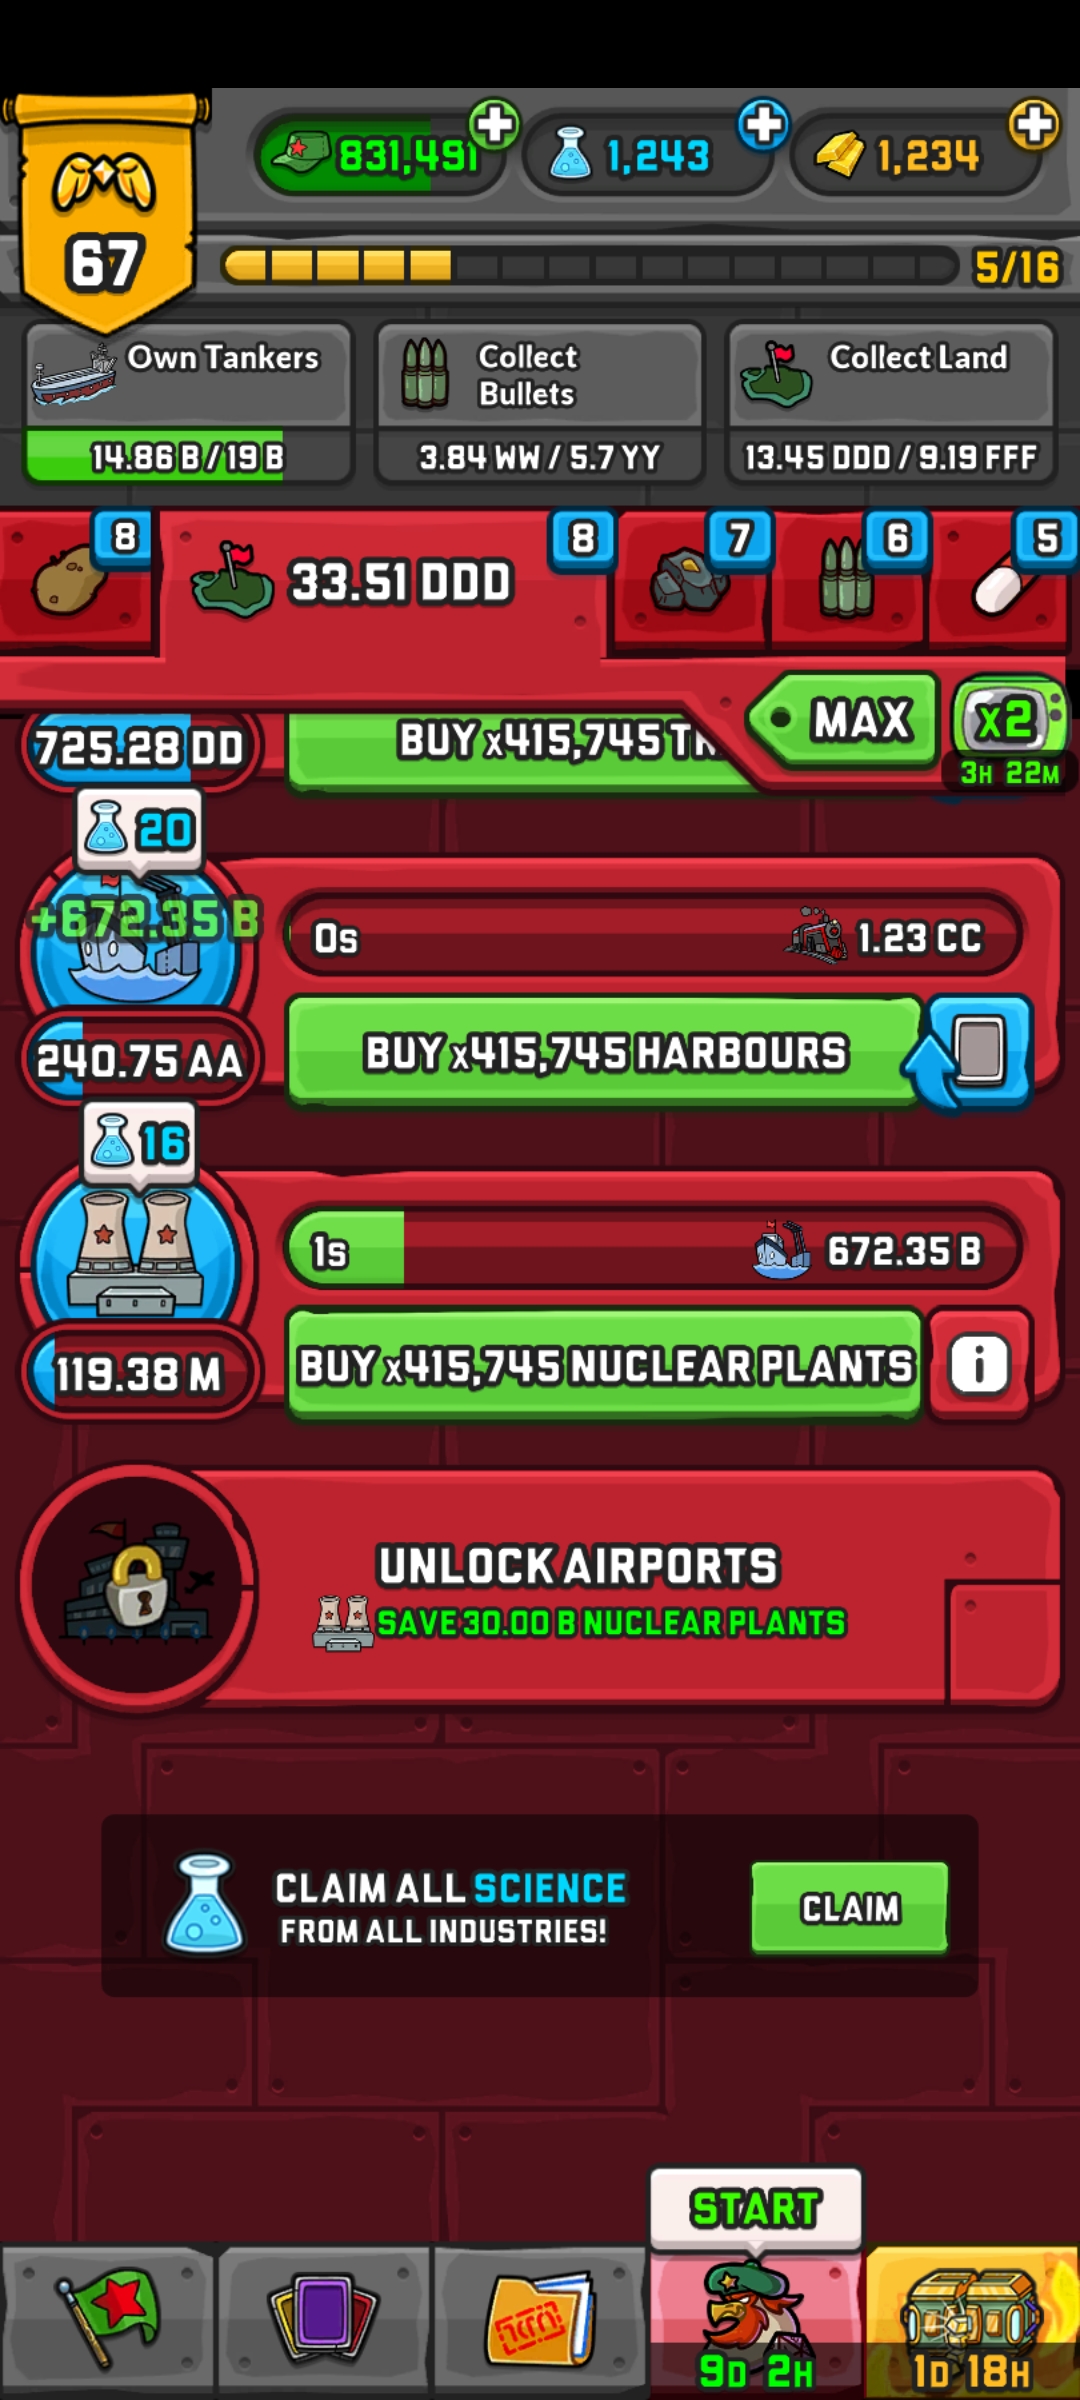 67
831,491
1,243
1,234
5/16
Own Tankers
14.86 B / 19 B
Collect
Bullets
3.84 WW / 5.7 YY
Collect Land
13.45 DDD / 9.19 FFF
8
33.51 DDD
8
7
6
5
MAX
x2
3H 22M
725.28 DD
BUY x415,745 TR
20
+672.35 B
0s
1.23 CC
240.75 AA
BUY x415,745 HARBOURS
16
1s
672.35 B
119.38 M
BUY x415,745 NUCLEAR PLANTS
i
UNLOCK AIRPORTS
SAVE 30.00 B NUCLEAR PLANTS
CLAIM ALL SCIENCE
FROM ALL INDUSTRIES!
CLAIM
START
9D 2H
1D 18H